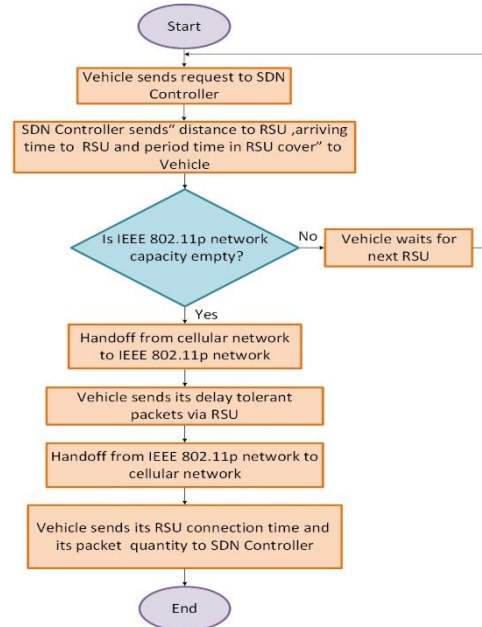 Start
Vehicle sends request to SDN
Controller
SDN Controller sends“ distance to RSU ,arriving
time to RSU and period time in RSU cover” to
Vehicle
Is IEEE 802.11p network
capacity empty?
No
Vehicle waits for
next RSU
Yes
Handoff from cellular network
to IEEE 802.11p network
Vehicle sends its delay tolerant
packets via RSU
Handoff from IEEE 802.11p network to
cellular network
Vehicle sends its RSU connection time and
its packet quantity to SDN Controller
End